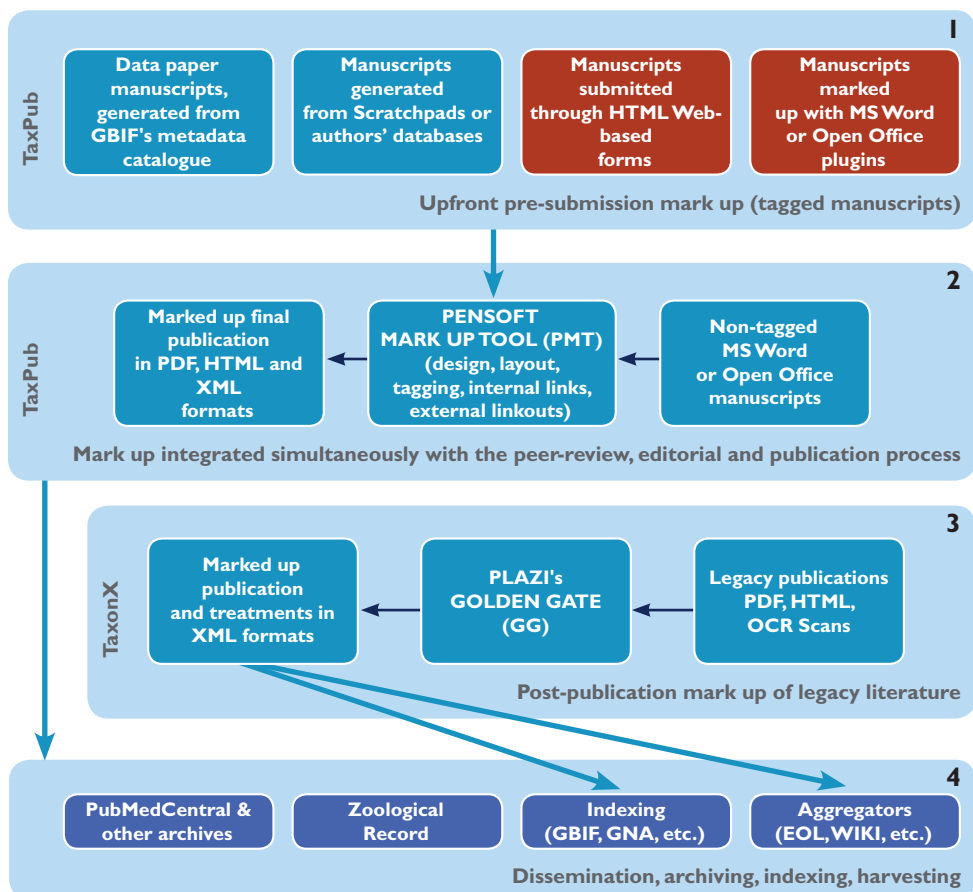 1
TaxPub
Data paper
manuscripts,
generated from
GBIF's metadata
catalogue
Manuscripts
generated
from Scratchpads or
authors' databases
Manuscripts
submitted
through HTML Web-
based
forms
Manuscripts
marked
up with MS Word
or Open Office
plugins
Upfront pre-submission mark up (tagged manuscripts)
2
TaxPub
Marked up final
publication
in PDF, HTML and
XML
formats
PENSOFT
MARK UP TOOL (PMT)
(design, layout,
tagging, internal links,
external linkouts)
Non-tagged
MS Word
or Open Office
manuscripts
Mark up integrated simultaneously with the peer-review, editorial and publication process
3
TaxonX
Marked up
publication
and treatments in
XML formats
PLAZI's
GOLDEN GATE
(GG)
Legacy publications
PDF, HTML,
OCR Scans
Post-publication mark up of legacy literature
4
PubMedCentral &
other archives
Zoological
Record
Indexing
(GBIF, GNA, etc.)
Aggregators
(EOL, WIKI, etc.)
Dissemination, archiving, indexing, harvesting